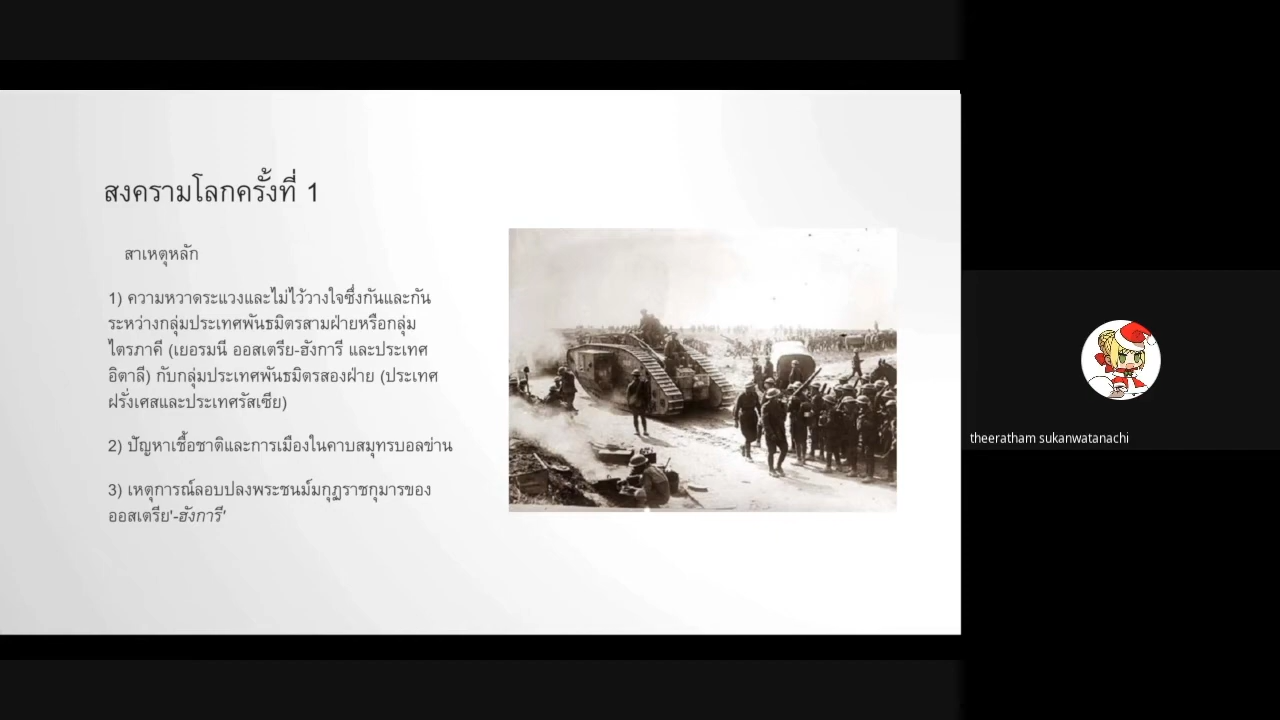 สงครามโลกครั้งที่ 1
สาเหตุหลัก
1) ความหวาดระแวงและไม่ไว้วางใจซึ่งกันและกัน
ระหว่างกลุ่มประเทศพันธมิตรสามฝ่ายหรือกลุ่ม
ไตรภาคี (เยอรมนี ออสเตรีย-ฮังการี และประเทศ
อิตาลี) กับกลุ่มประเทศพันธมิตรสองฝ่าย (ประเทศ
ฝรั่งเศสและประเทศรัสเซีย)
2) ปัญหาเชื้อชาติและการเมืองในคาบสมุทรบอลข่าน
3) เหตุการณ์ลอบปลงพระชนม์มกุฎราชกุมารของ
ออสเตรีย'-ฮังการี'
theeratham sukanwatanachi